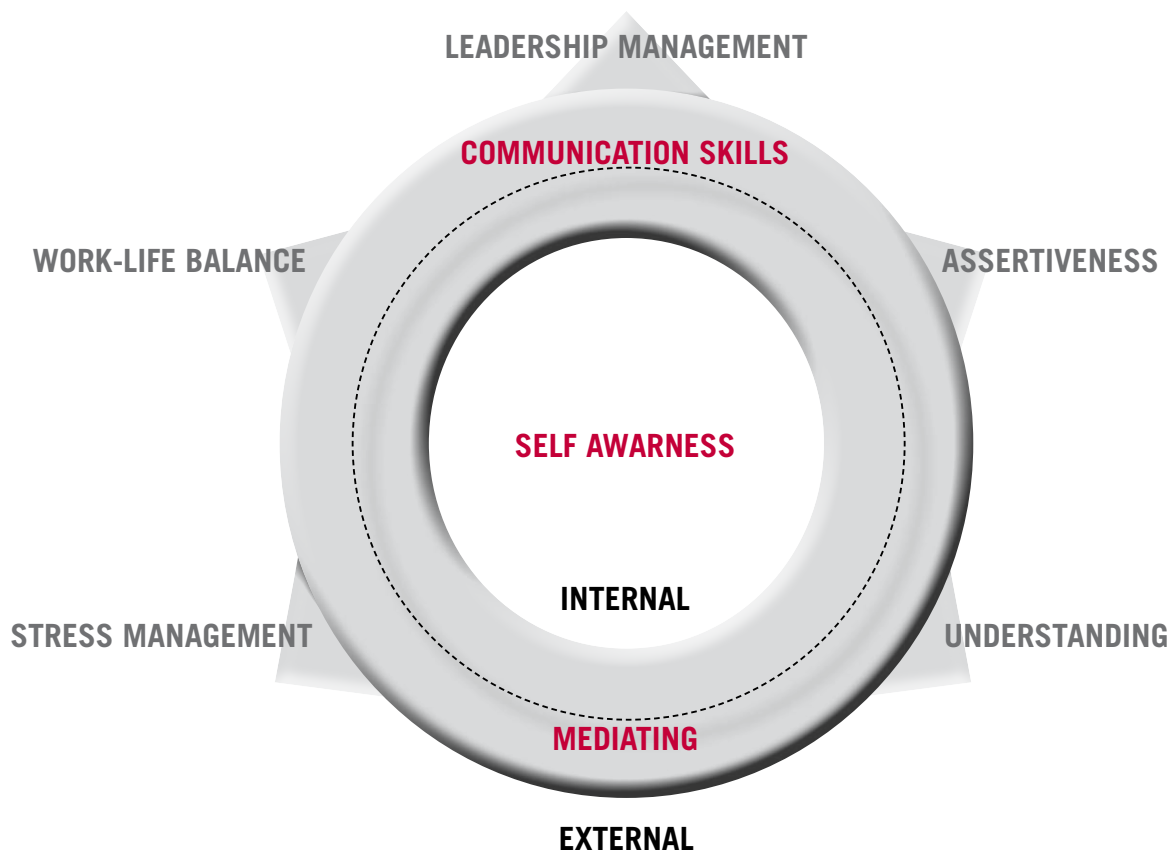 LEADERSHIP MANAGEMENT
COMMUNICATION SKILLS
WORK-LIFE BALANCE
ASSERTIVENESS
SELF AWARNESS
INTERNAL
STRESS MANAGEMENT
UNDERSTANDING
MEDIATING
EXTERNAL